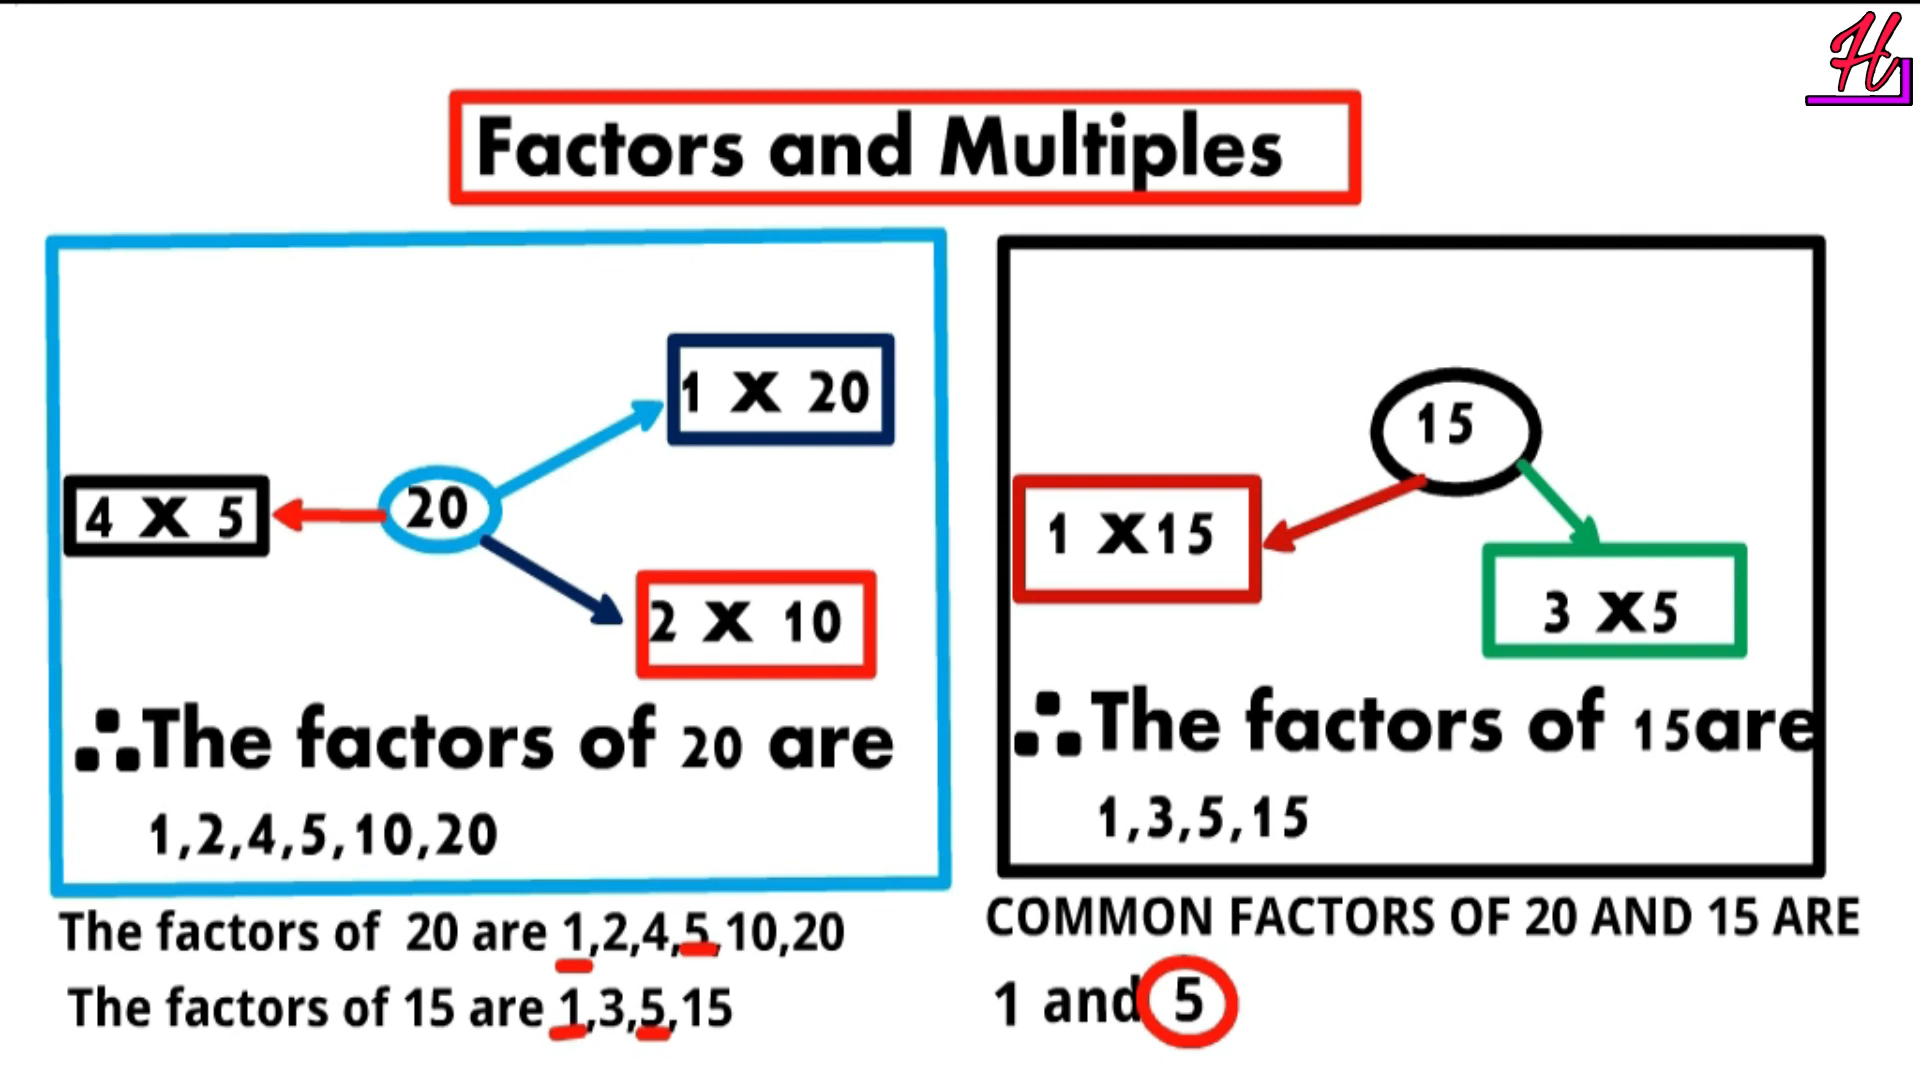 H
Factors and Multiples
1 X 20
4 X 5
20
2 X 10
∴The factors of 20 are
1,2,4,5,10,20
15
1 X15
3 X5
∴The factors of 15are
1,3,5,15
The factors of 20 are 1,2,4,5,10,20
The factors of 15 are 1,3,5,15
COMMON FACTORS OF 20 AND 15 ARE
1 and 5